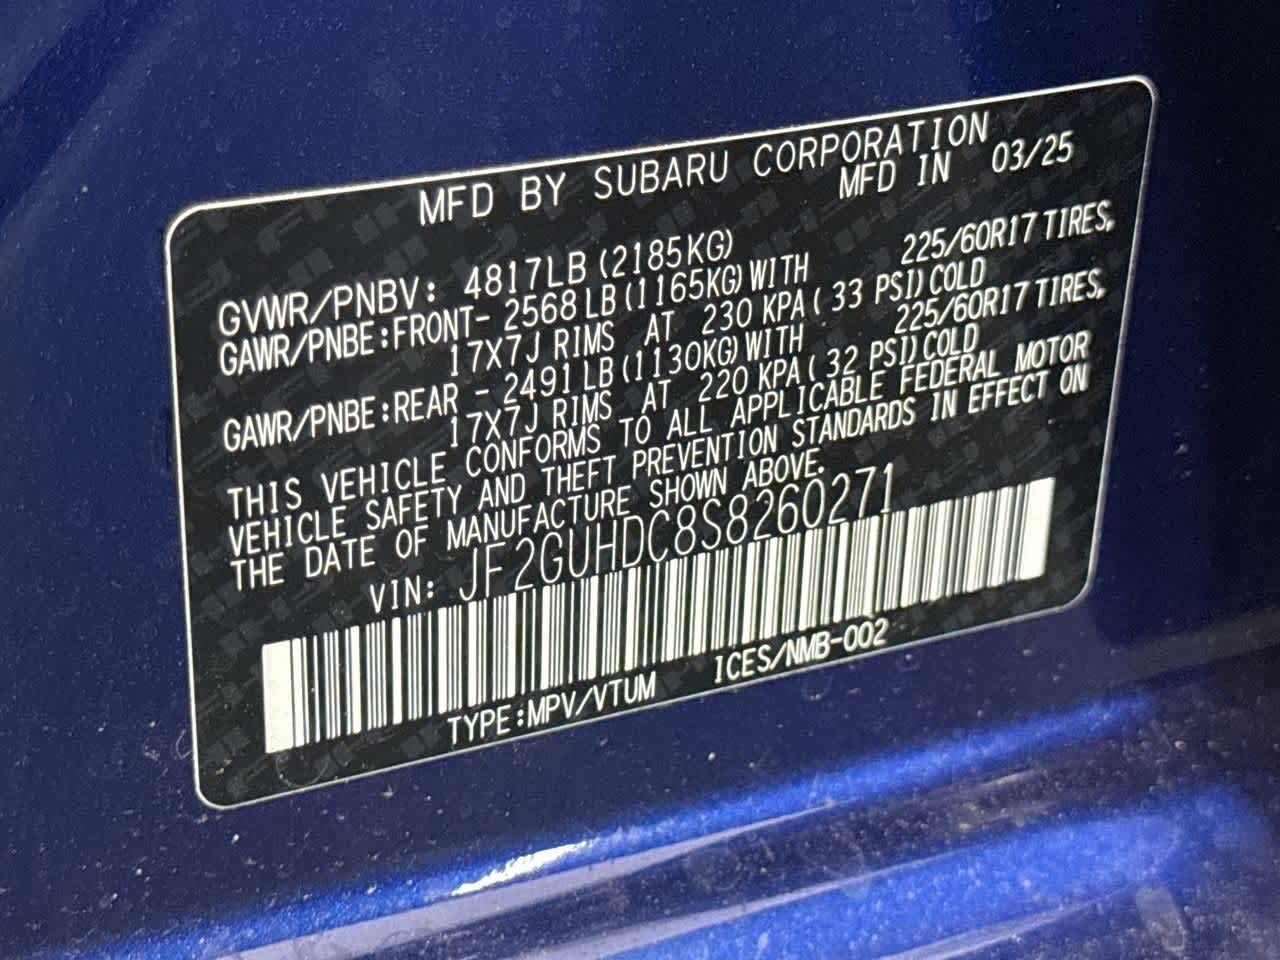 MFD BY SUBARU CORPORATION
MFD IN 03/25
GVWR/PNBV: 4817LB (2185KG)
GAWR/PNBE:FRONT- 2568 LB (1165KG) WITH 225/60R17 TIRES,
17X7J RIMS AT 230 KPA ( 33 PSI) COLD
GAWR/PNBE:REAR - 2491 LB (1130KG) WITH 225/60R17 TIRES,
17X7J RIMS AT 220 KPA ( 32 PSI) COLD
THIS VEHICLE CONFORMS TO ALL APPLICABLE FEDERAL MOTOR
VEHICLE SAFETY AND THEFT PREVENTION STANDARDS IN EFFECT ON
THE DATE OF MANUFACTURE SHOWN ABOVE.
VIN: JF2GUHDC8S8260271
TYPE:MPV/VTUM ICES/NMB-002